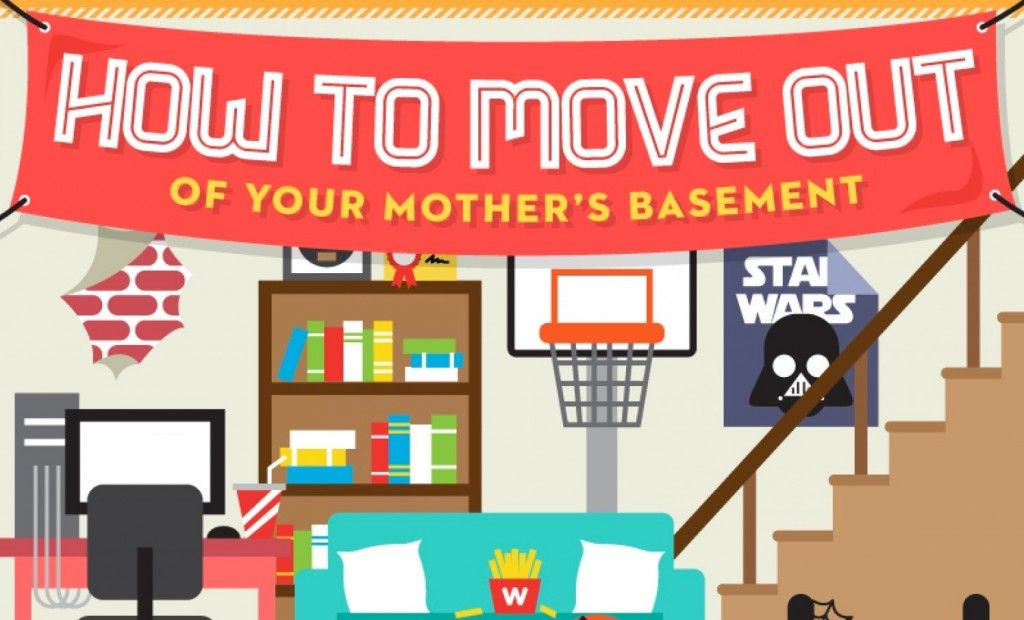 HOW TO MOVE OUT
OF YOUR MOTHER'S BASEMENT
STAR
WARS
W